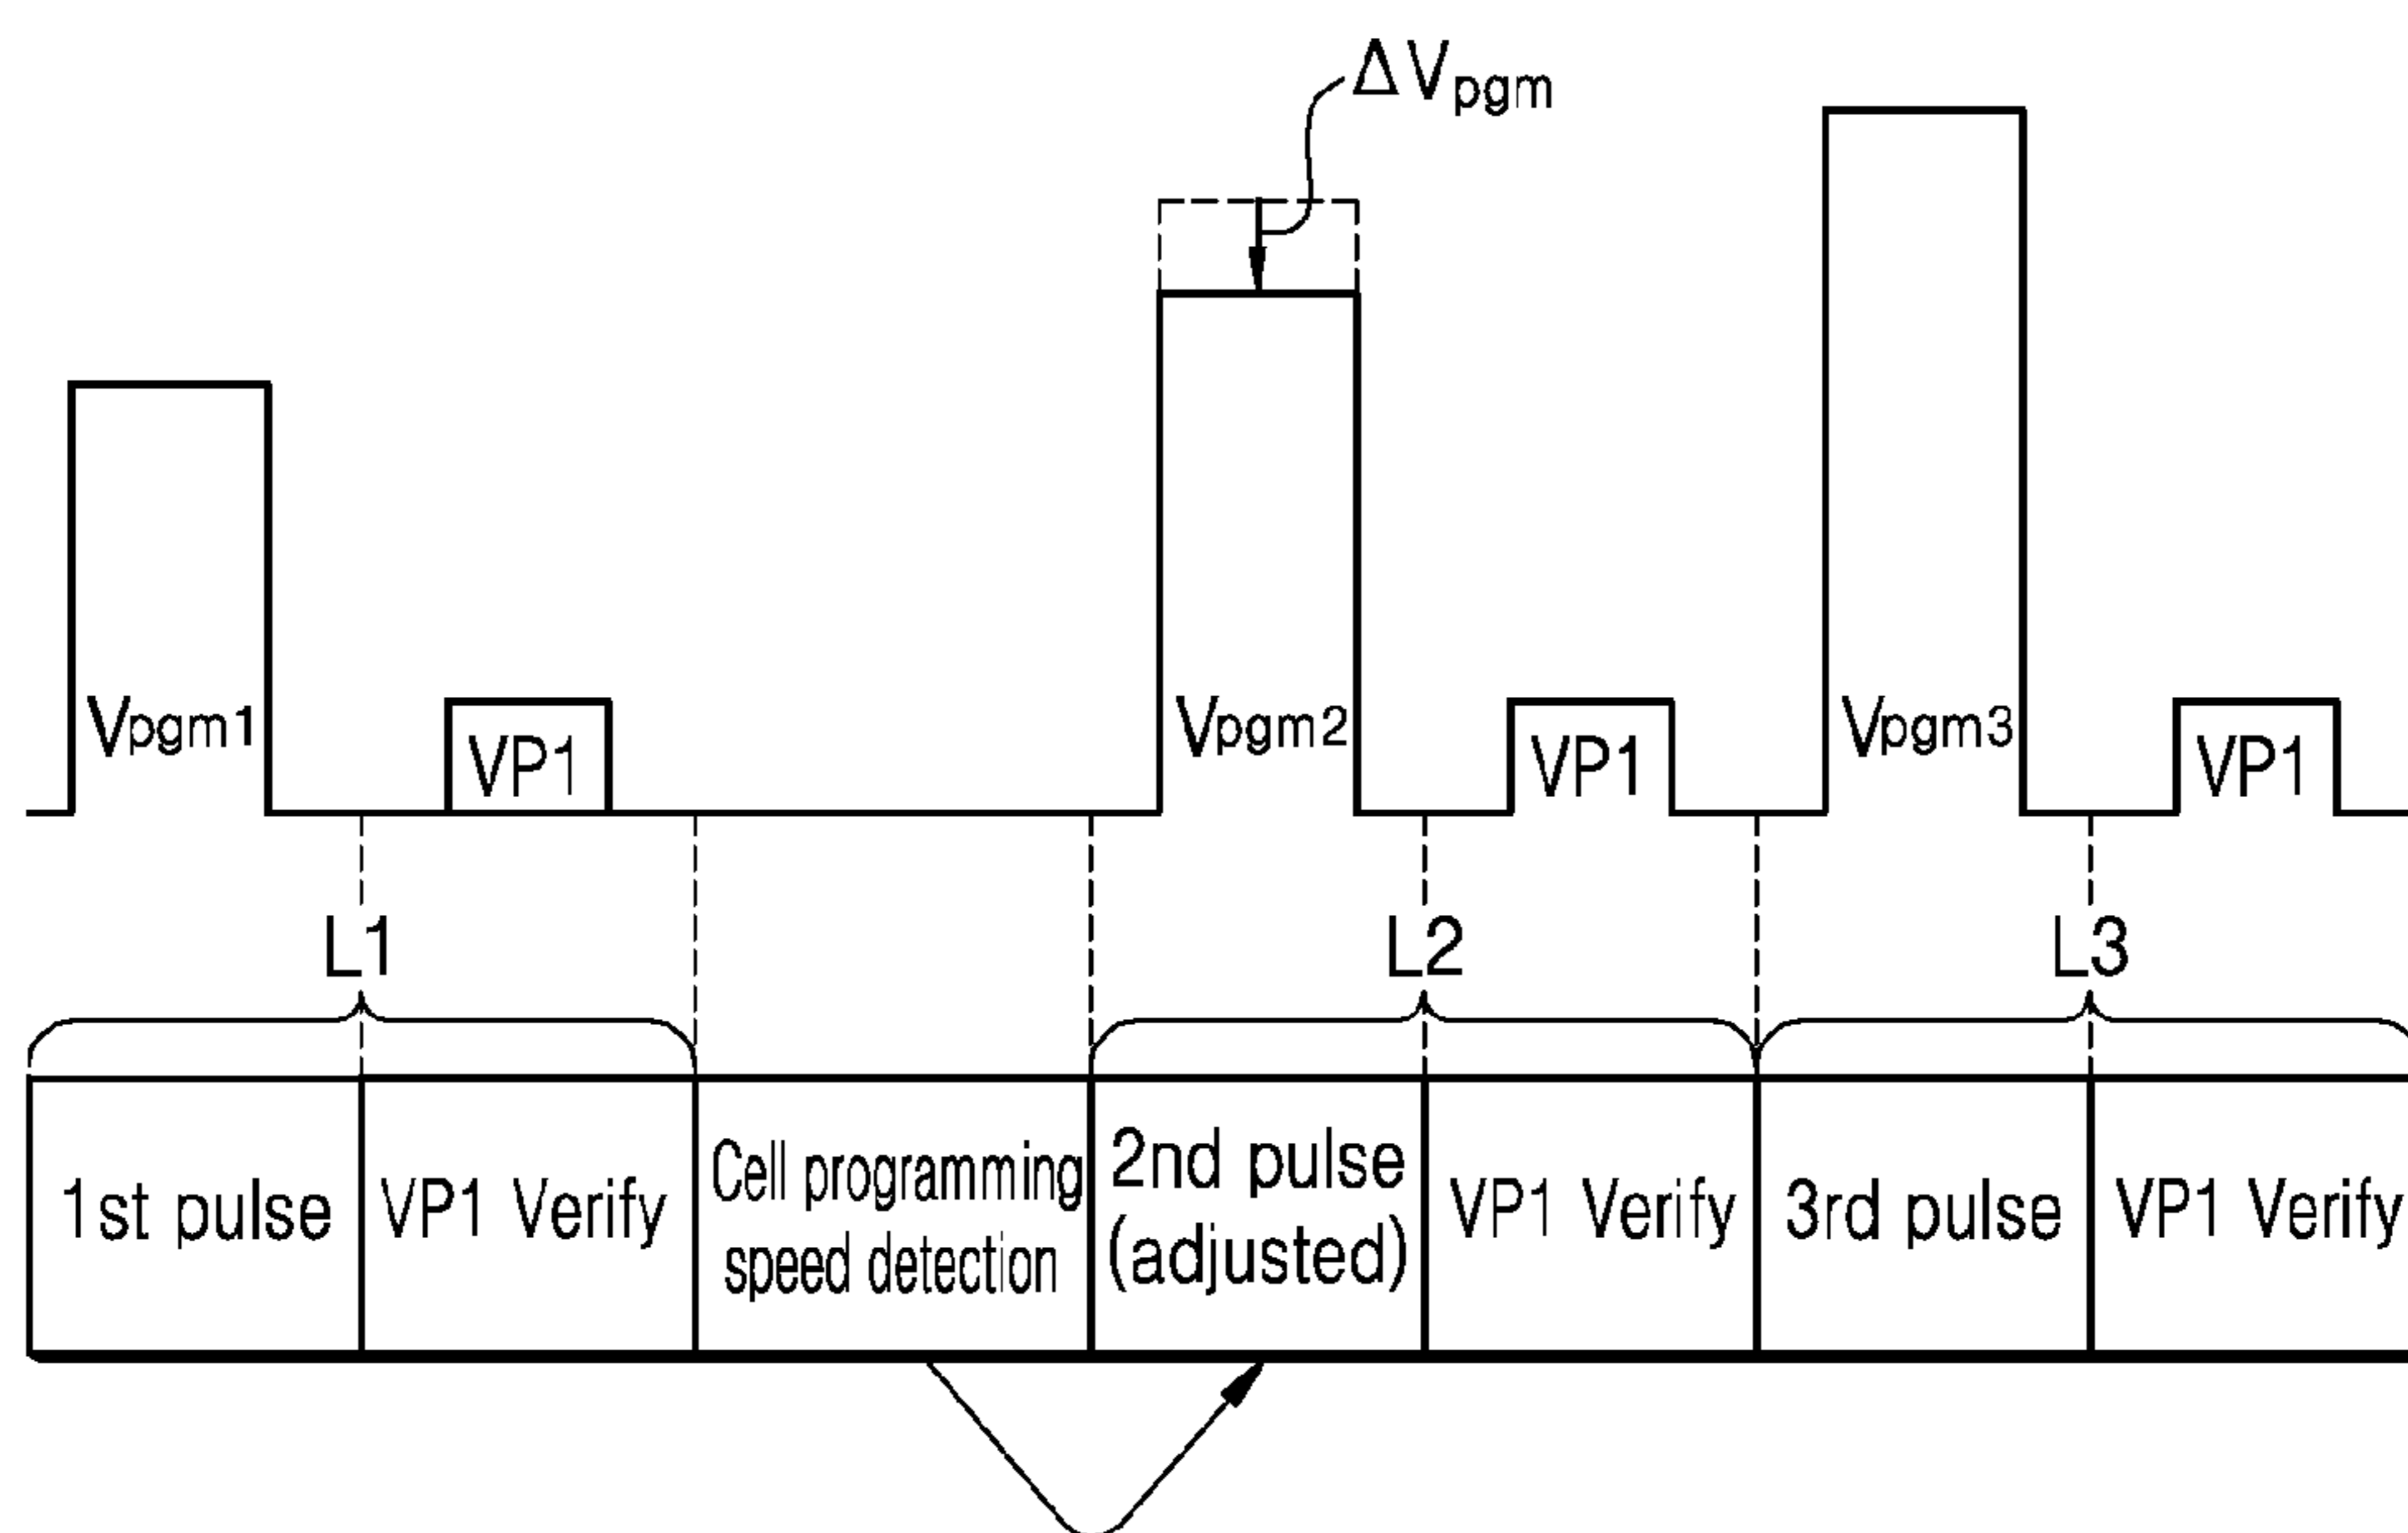 ΔVpgm
Vpgm1
VP1
Vpgm2
VP1
Vpgm3
VP1
L1
L2
L3
1st pulse
VP1 Verify
Cell programming
speed detection
2nd pulse
(adjusted)
VP1 Verify
3rd pulse
VP1 Verify